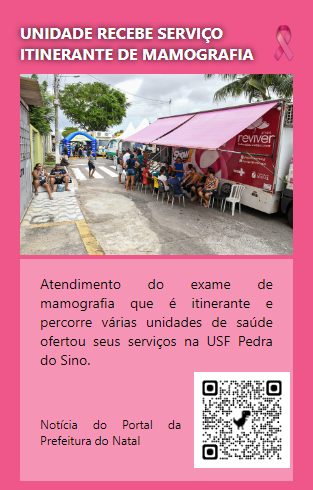 UNIDADE RECEBE SERVIÇO
ITINERANTE DE MAMOGRAFIA
reviver
Atendimento do exame de
mamografia que é itinerante e
percorre várias unidades de saúde
ofertou seus serviços na USF Pedra
do Sino.
Notícia do Portal da
Prefeitura do Natal